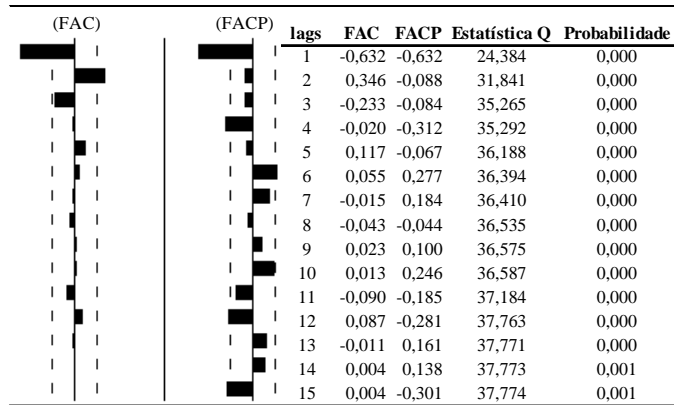 (FAC) (FACP) lags FAC FACP Estatística Q Probabilidade
1 -0,632 -0,632 24,384 0,000
2 0,346 -0,088 31,841 0,000
3 -0,233 -0,084 35,265 0,000
4 -0,020 -0,312 35,292 0,000
5 0,117 -0,067 36,188 0,000
6 0,055 0,277 36,394 0,000
7 -0,015 0,184 36,410 0,000
8 -0,043 -0,044 36,535 0,000
9 0,023 0,100 36,575 0,000
10 0,013 0,246 36,587 0,000
11 -0,090 -0,185 37,184 0,000
12 0,087 -0,281 37,763 0,000
13 -0,011 0,161 37,771 0,000
14 0,004 0,138 37,773 0,001
15 0,004 -0,301 37,774 0,001